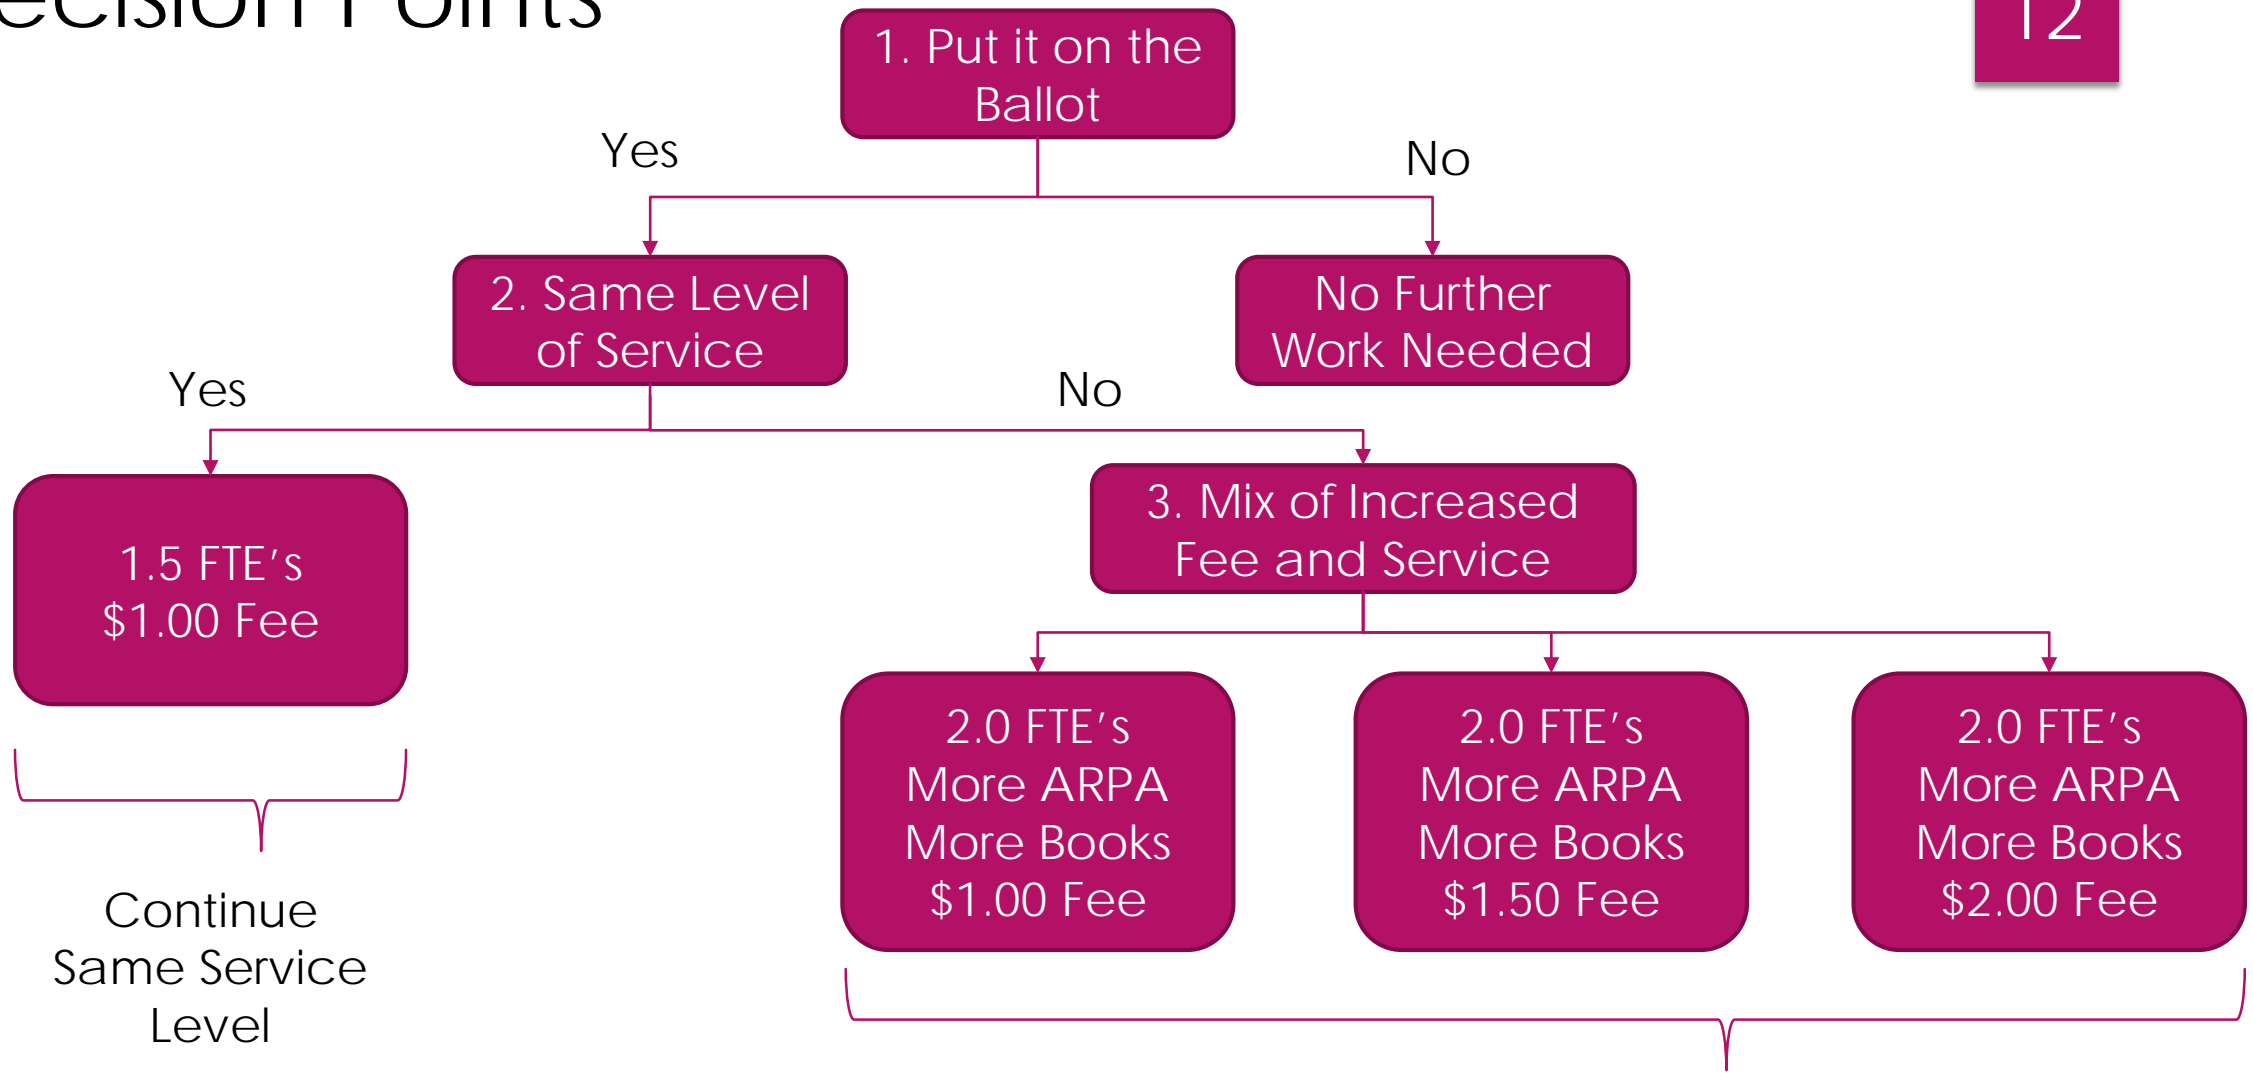 Decision Points
12
1. Put it on the
Ballot
Yes
No
2. Same Level
of Service
No Further
Work Needed
Yes
No
3. Mix of Increased
Fee and Service
1.5 FTE's
$1.00 Fee
2.0 FTE's
More ARPA
More Books
$1.00 Fee
2.0 FTE's
More ARPA
More Books
$1.50 Fee
2.0 FTE's
More ARPA
More Books
$2.00 Fee
Continue
Same Service
Level